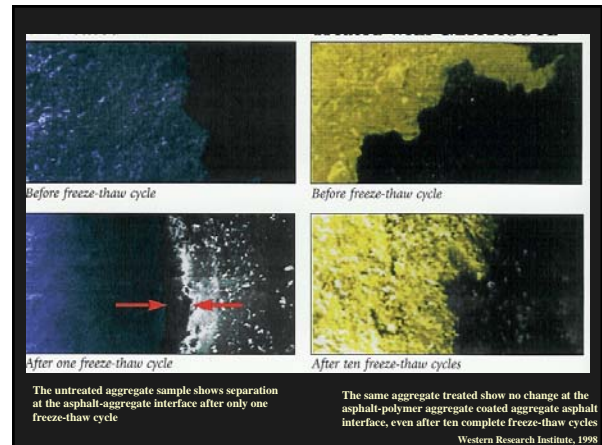 Before freeze-thaw cycle
Before freeze-thaw cycle
After one freeze-thaw cycle
After ten freeze-thaw cycles
The untreated aggregate sample shows separation
at the asphalt-aggregate interface after only one
freeze-thaw cycle
The same aggregate treated show no change at the
asphalt-polymer aggregate coated aggregate asphalt
interface, even after ten complete freeze-thaw cycles
Western Research Institute, 1998